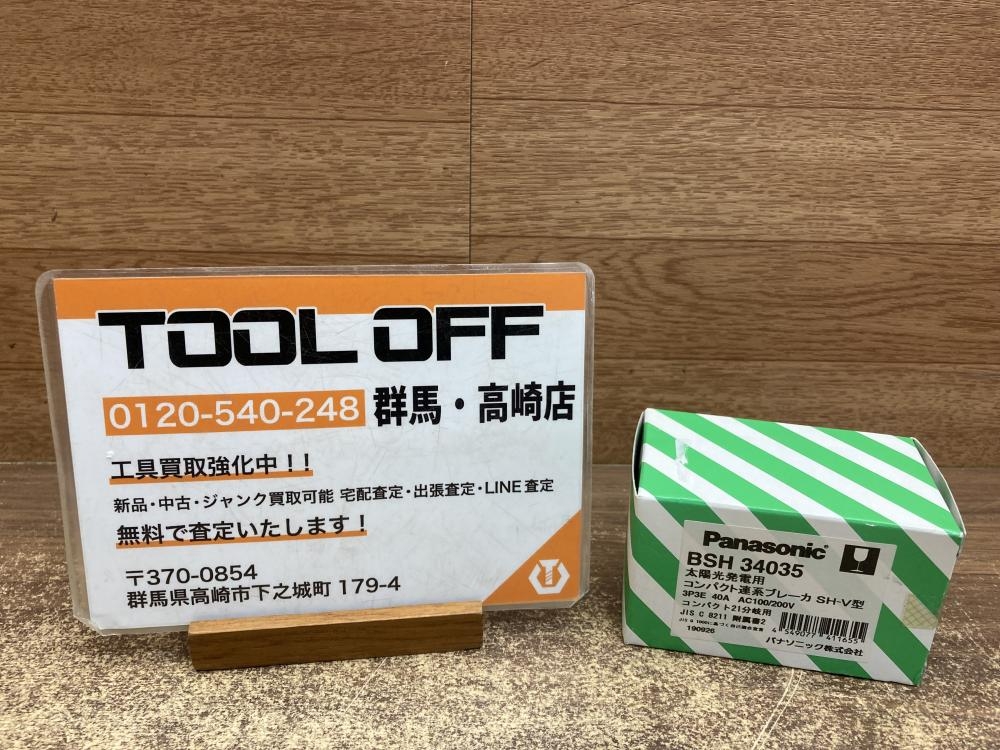 TOOL OFF
0120-540-248 群馬・高崎店
工具買取強化中！！
新品・中古・ジャンク買取可能 宅配査定・出張査定・LINE査定
無料で査定いたします！
〒370-0854
群馬県高崎市下之城町 179-4
Panasonic
BSH 34035
太陽光発電用
コンパクト連系ブレーカ SH-V型
3P3E 40A AC100/200V
コンパクト21分岐用
JIS C 8211 附属書2
190926
4 549077 411655
パナソニック株式会社